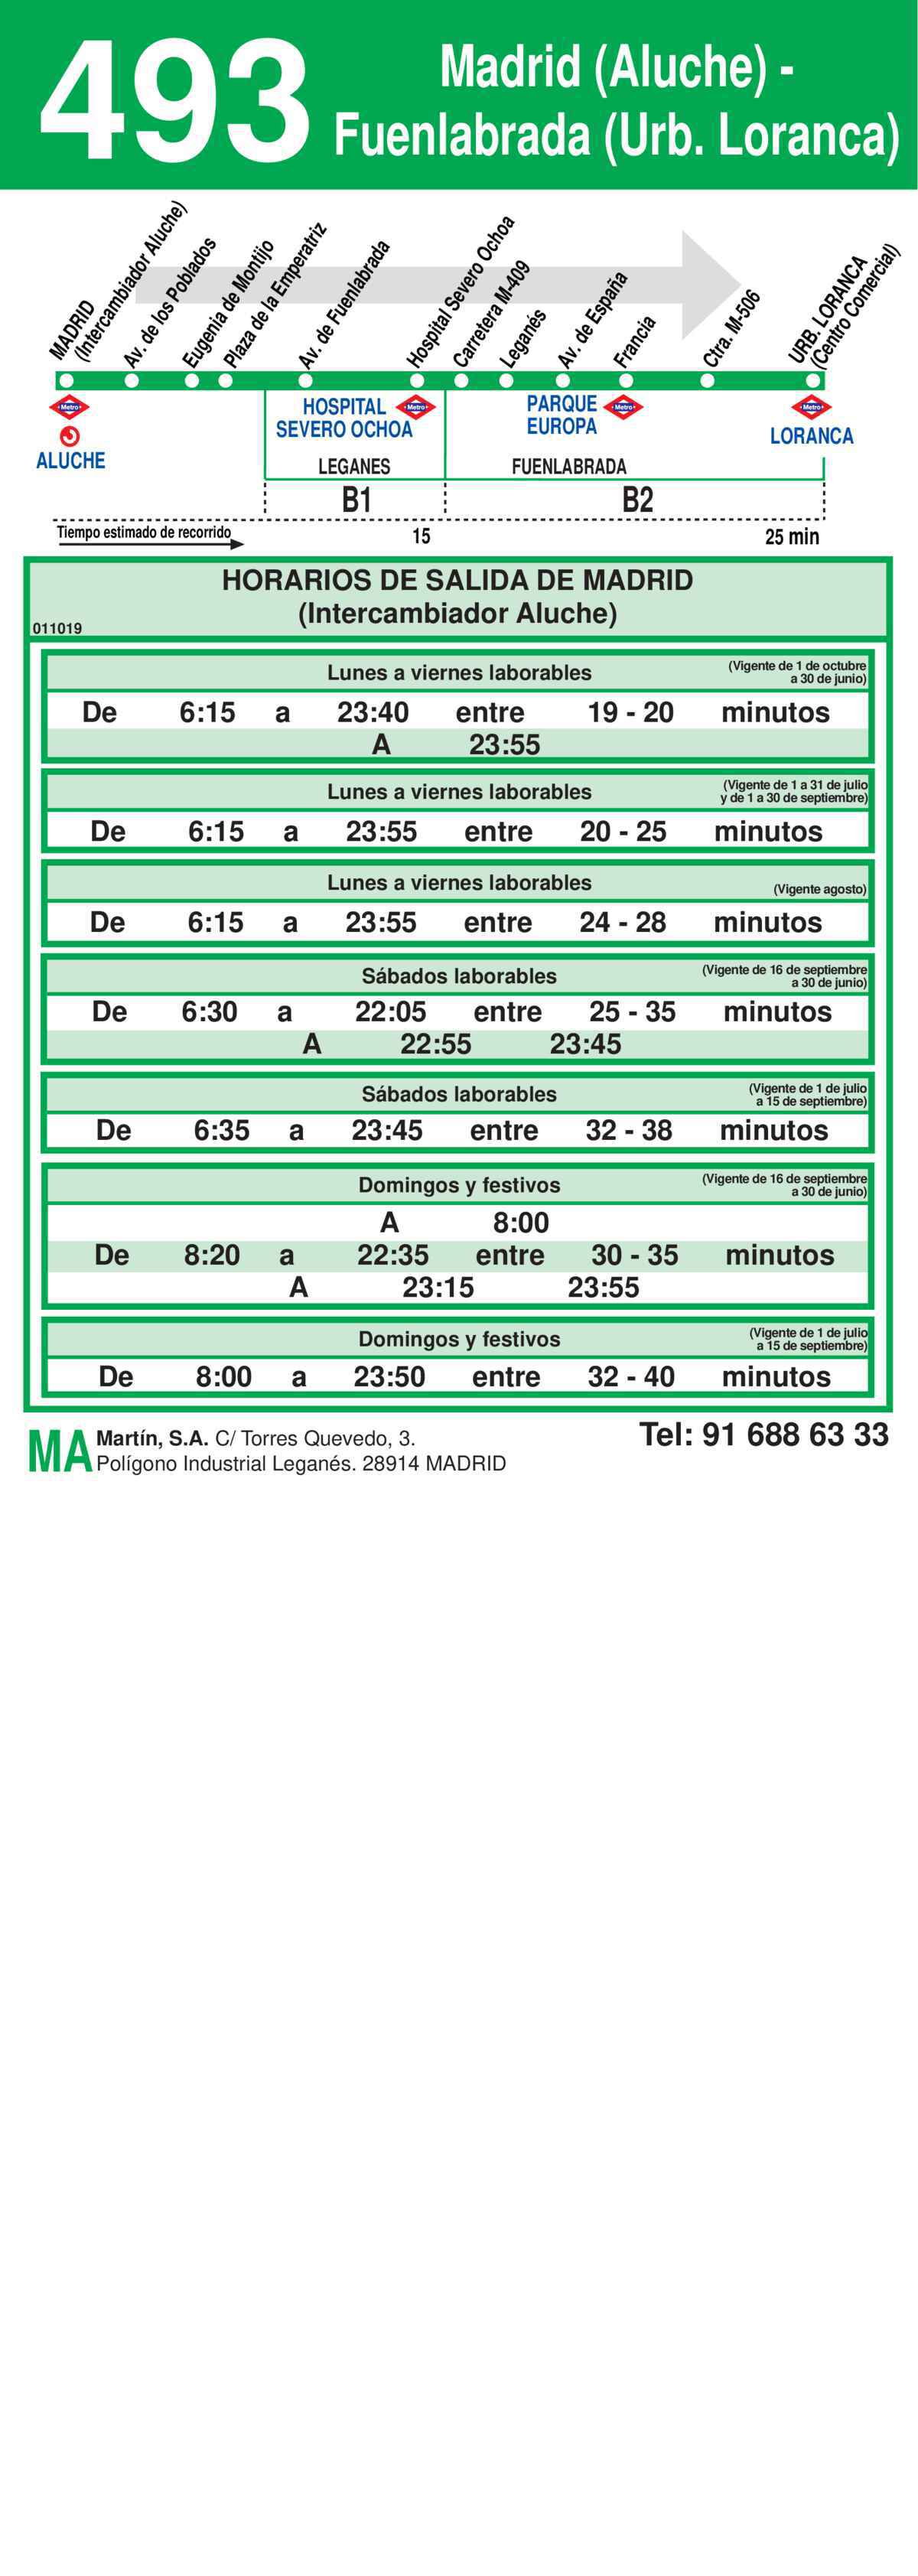 493
Madrid (Aluche) -
Fuenlabrada (Urb. Loranca)
MADRID
(Intercambiador Aluche)
Av. de los Poblados
Eugenia de Montijo
Plaza de la Emperatriz
Av. de Fuenlabrada
Hospital Severo Ochoa
Carretera M-409
Leganés
Av. de España
Francia
Ctra. M-506
URB. LORANCA
(Centro Comercial)
Metro
Metro
Metro
Metro
ALUCHE
HOSPITAL
SEVERO OCHOA
PARQUE
EUROPA
LORANCA
LEGANES
FUENLABRADA
B1
B2
Tiempo estimado de recorrido
15
25 min
HORARIOS DE SALIDA DE MADRID
(Intercambiador Aluche)
011019
Lunes a viernes laborables
(Vigente de 1 de octubre
a 30 de junio)
De 6:15 a 23:40 entre 19 - 20 minutos
A 23:55
Lunes a viernes laborables
(Vigente de 1 a 31 de julio
y de 1 a 30 de septiembre)
De 6:15 a 23:55 entre 20 - 25 minutos
Lunes a viernes laborables
(Vigente agosto)
De 6:15 a 23:55 entre 24 - 28 minutos
Sábados laborables
(Vigente de 16 de septiembre
a 30 de junio)
De 6:30 a 22:05 entre 25 - 35 minutos
A 22:55 23:45
Sábados laborables
(Vigente de 1 de julio
a 15 de septiembre)
De 6:35 a 23:45 entre 32 - 38 minutos
Domingos y festivos
(Vigente de 16 de septiembre
a 30 de junio)
A 8:00
De 8:20 a 22:35 entre 30 - 35 minutos
A 23:15 23:55
Domingos y festivos
(Vigente de 1 de julio
a 15 de septiembre)
De 8:00 a 23:50 entre 32 - 40 minutos
MA
Martín, S.A. C/ Torres Quevedo, 3.
Polígono Industrial Leganés. 28914 MADRID
Tel: 91 688 63 33